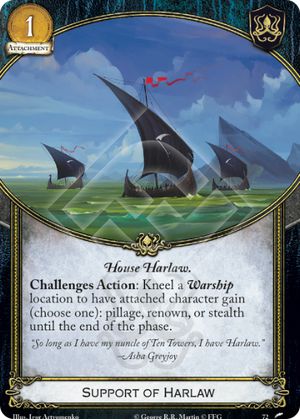 1
ATTACHMENT
House Harlaw.
Challenges Action: Kneel a Warship
location to have attached character gain
(choose one): pillage, renown, or stealth
until the end of the phase.
"So long as I have my nuncle of Ten Towers, I have Harlaw."
–Asha Greyjoy
SUPPORT OF HARLAW
Illus. Igor Artyomenko © George R.R. Martin © FFG 72